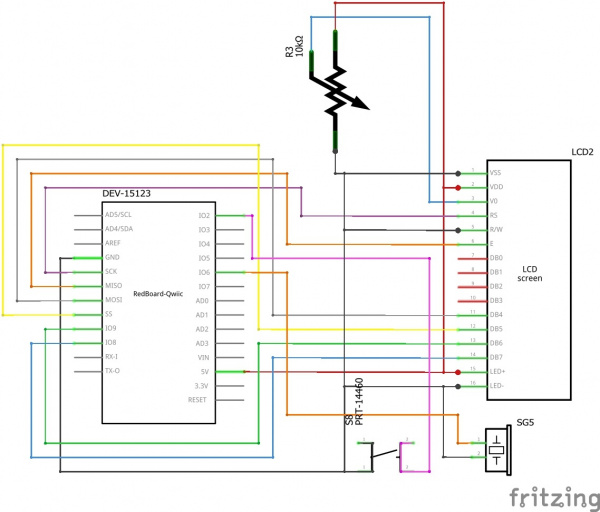 R3
10kΩ
LCD2
DEV-15123
AD5/SCL
AD4/SDA
AREF
GND
SCK
MISO
MOSI
SS
IO9
IO8
RX-I
TX-O
RedBoard-Qwiic
IO2
IO3
IO4
IO5
IO6
IO7
AD0
AD1
AD2
AD3
VIN
5V
3.3V
RESET
1 VSS
2 VDD
3 V0
4 RS
5 R/W
6 E
7 DB0
8 DB1
9 DB2
10 DB3
11 DB4
12 DB5
13 DB6
14 DB7
15 LED+
16 LED-
LCD
screen
S8
PRT-14460
SG5
fritzing